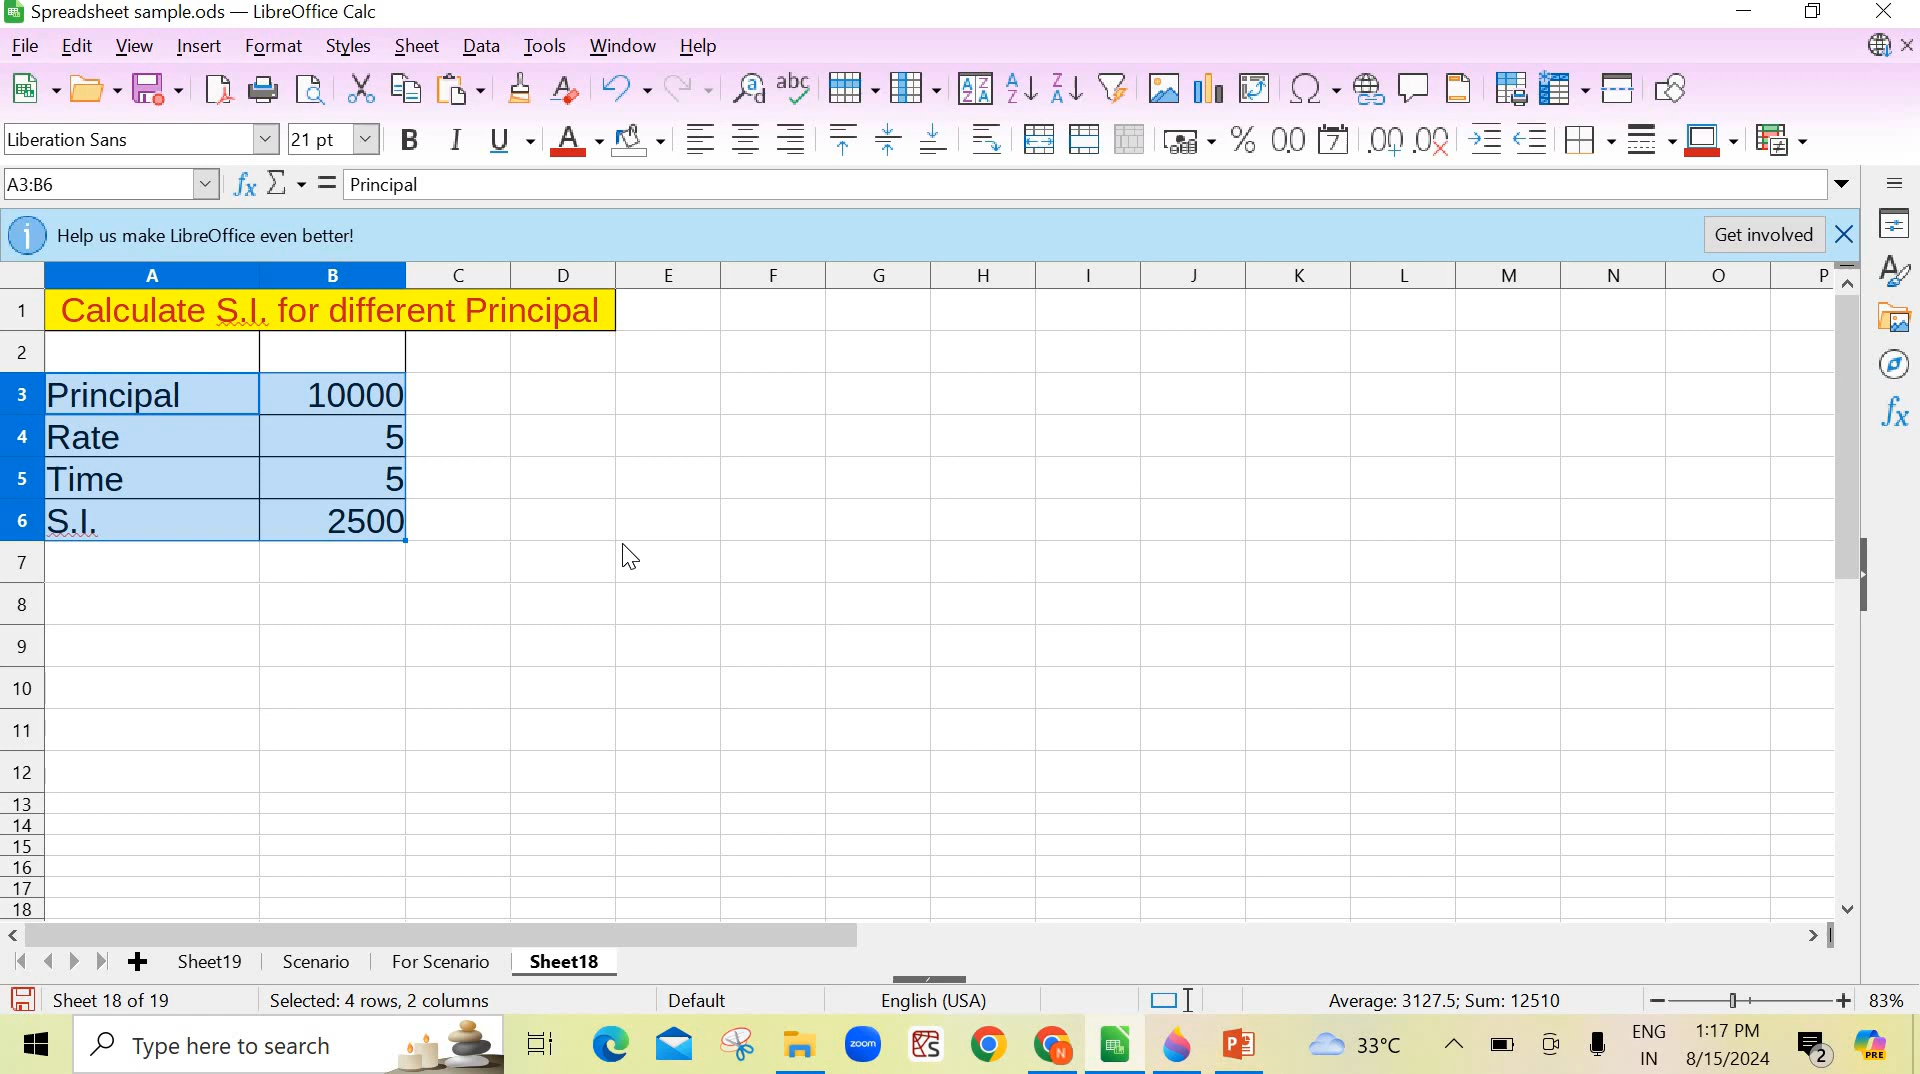 Spreadsheet sample.ods — LibreOffice Calc
File Edit View Insert Format Styles Sheet Data Tools Window Help
Liberation Sans 21 pt
A3:B6 Principal
Help us make LibreOffice even better! Get involved
A B C D E F G H I J K L M N O P
1 Calculate S.I. for different Principal
2
3 Principal 10000
4 Rate 5
5 Time 5
6 S.I. 2500
7
8
9
10
11
12
13
14
15
16
17
18
Sheet19 Scenario For Scenario Sheet18
Sheet 18 of 19 Selected: 4 rows, 2 columns Default English (USA) Average: 3127.5; Sum: 12510 83%
Type here to search zoom 33°C ENG 1:17 PM
IN 8/15/2024 2 PRE